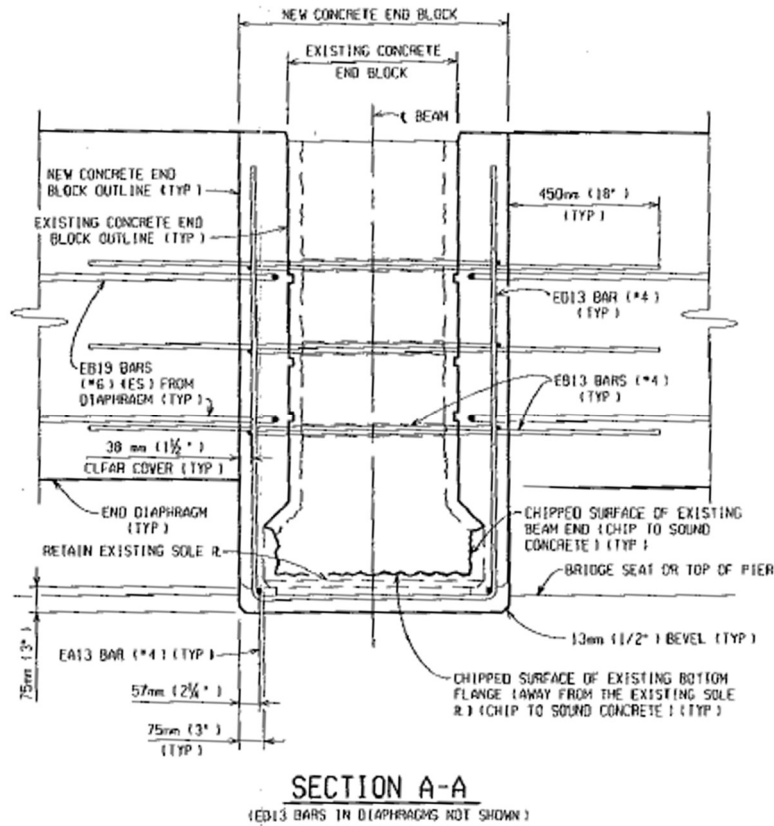 NEW CONCRETE END BLOCK
EXISTING CONCRETE
END BLOCK
℄ BEAM
NEW CONCRETE END
BLOCK OUTLINE (TYP)
450mm (18")
(TYP)
EXISTING CONCRETE END
BLOCK OUTLINE (TYP)
ED13 BAR (#4)
(TYP)
EB19 BARS
(#6) (ES) FROM
DIAPHRAGM (TYP)
EB13 BARS (#4)
(TYP)
38 mm (1½")
CLEAR COVER (TYP)
END DIAPHRAGM
(TYP)
CHIPPED SURFACE OF EXISTING
BEAM END (CHIP TO SOUND
CONCRETE) (TYP)
RETAIN EXISTING SOLE ℄
BRIDGE SEAT OR TOP OF PIER
75mm (3")
EA13 BAR (#4) (TYP)
13mm (1/2") BEVEL (TYP)
57mm (2¼")
CHIPPED SURFACE OF EXISTING BOTTOM
FLANGE (AWAY FROM THE EXISTING SOLE
℄) (CHIP TO SOUND CONCRETE) (TYP)
75mm (3")
(TYP)
SECTION A-A
(ED13 BARS IN DIAPHRAGMS NOT SHOWN)